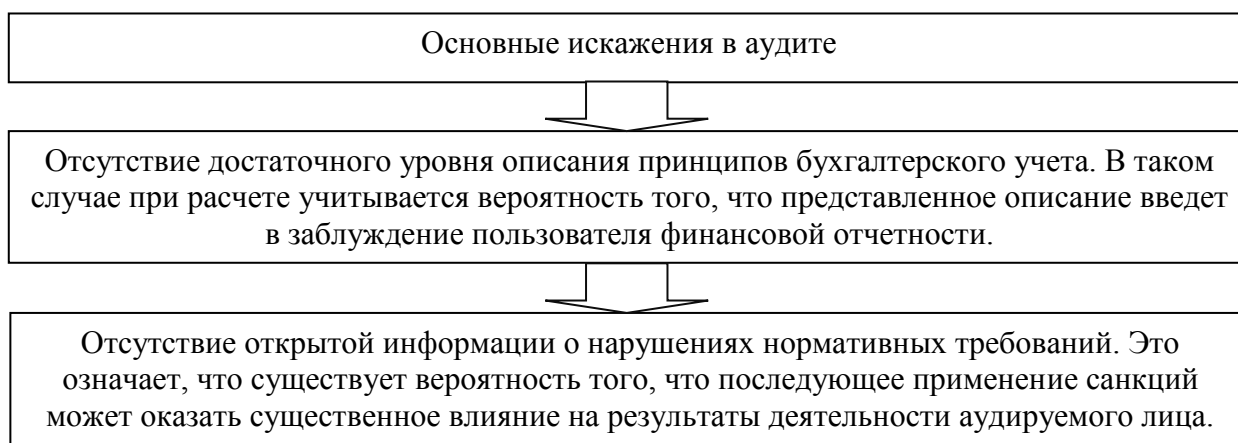 Основные искажения в аудите
Отсутствие достаточного уровня описания принципов бухгалтерского учета. В таком
случае при расчете учитывается вероятность того, что представленное описание введет
в заблуждение пользователя финансовой отчетности.
Отсутствие открытой информации о нарушениях нормативных требований. Это
означает, что существует вероятность того, что последующее применение санкций
может оказать существенное влияние на результаты деятельности аудируемого лица.